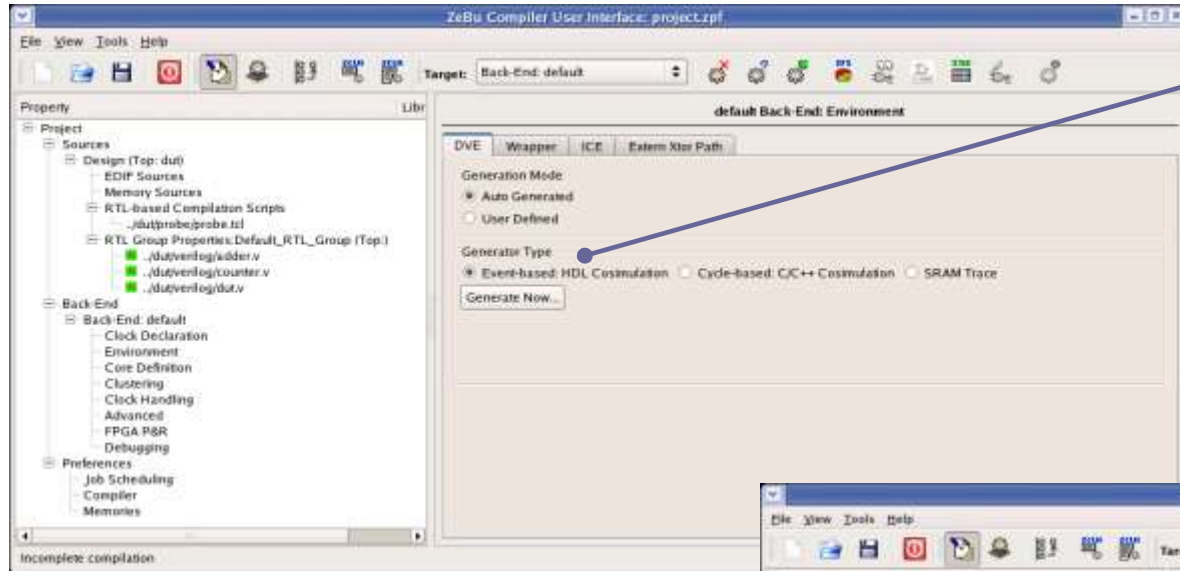 ZeBu Compiler User Interface: project.zpf
File View Tools Help
Target: Back-End: default
Property Libr
Project
Sources
Design (Top: dut)
EDIF Sources
Memory Sources
RTL-based Compilation Scripts
../dut/probe/probe.tcl
RTL Group Properties:Default_RTL_Group (Top:)
../dut/verilog/adder.v
../dut/verilog/counter.v
../dut/verilog/dut.v
Back-End
Back-End: default
Clock Declaration
Environment
Core Definition
Clustering
Clock Handling
Advanced
FPGA P&R
Debugging
Preferences
Job Scheduling
Compiler
Memories
Incomplete compilation
default Back-End: Environment
DVE Wrapper ICE Extern Xtor Path
Generation Mode
Auto Generated
User Defined
Generator Type
Event-based: HDL Cosimulation Cycle-based: C/C++ Cosimulation SRAM Trace
Generate Now...
File View Tools Help
Tar